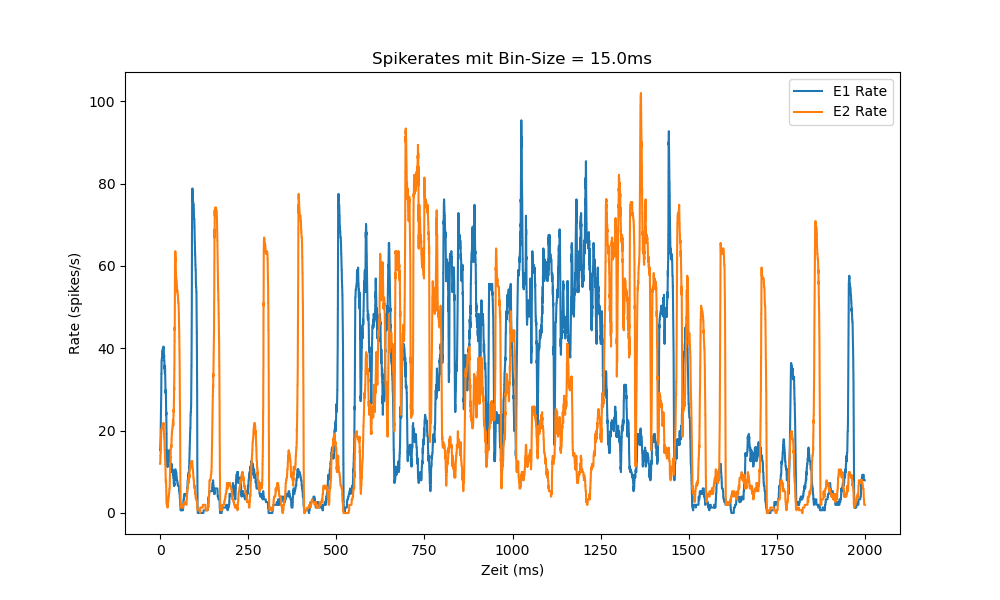 Spikerates mit Bin-Size = 15.0ms
E1 Rate
E2 Rate
100
80
60
40
20
0
Rate (spikes/s)
0 250 500 750 1000 1250 1500 1750 2000
Zeit (ms)